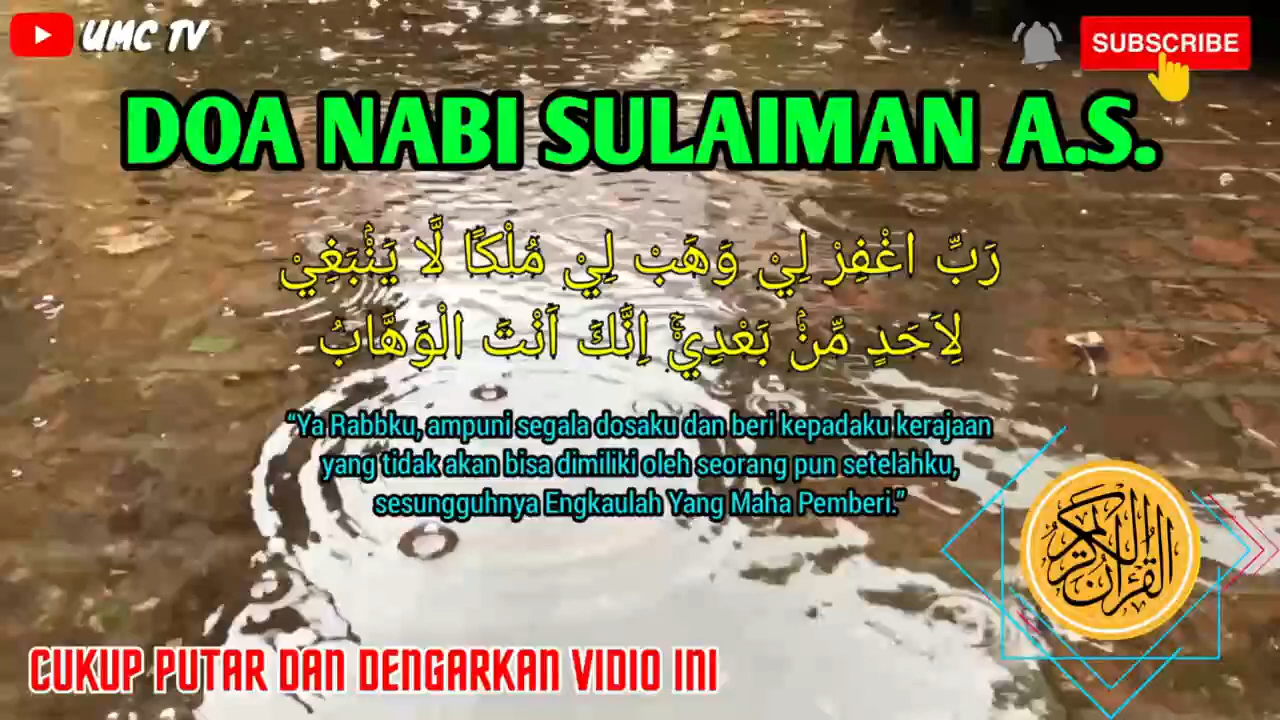 UMC TV
SUBSCRIBE
DOA NABI SULAIMAN A.S.
رَبِّ اغْفِرْ لِيْ وَهَبْ لِيْ مُلْكًا لَّا يَنْۢبَغِيْ
لِاَحَدٍ مِّنْۢ بَعْدِيْۚ اِنَّكَ اَنْتَ الْوَهَّابُ
“Ya Rabbku, ampuni segala dosaku dan beri kepadaku kerajaan
yang tidak akan bisa dimiliki oleh seorang pun setelahku,
sesungguhnya Engkaulah Yang Maha Pemberi.”
القرآن الكريم
CUKUP PUTAR DAN DENGARKAN VIDIO INI